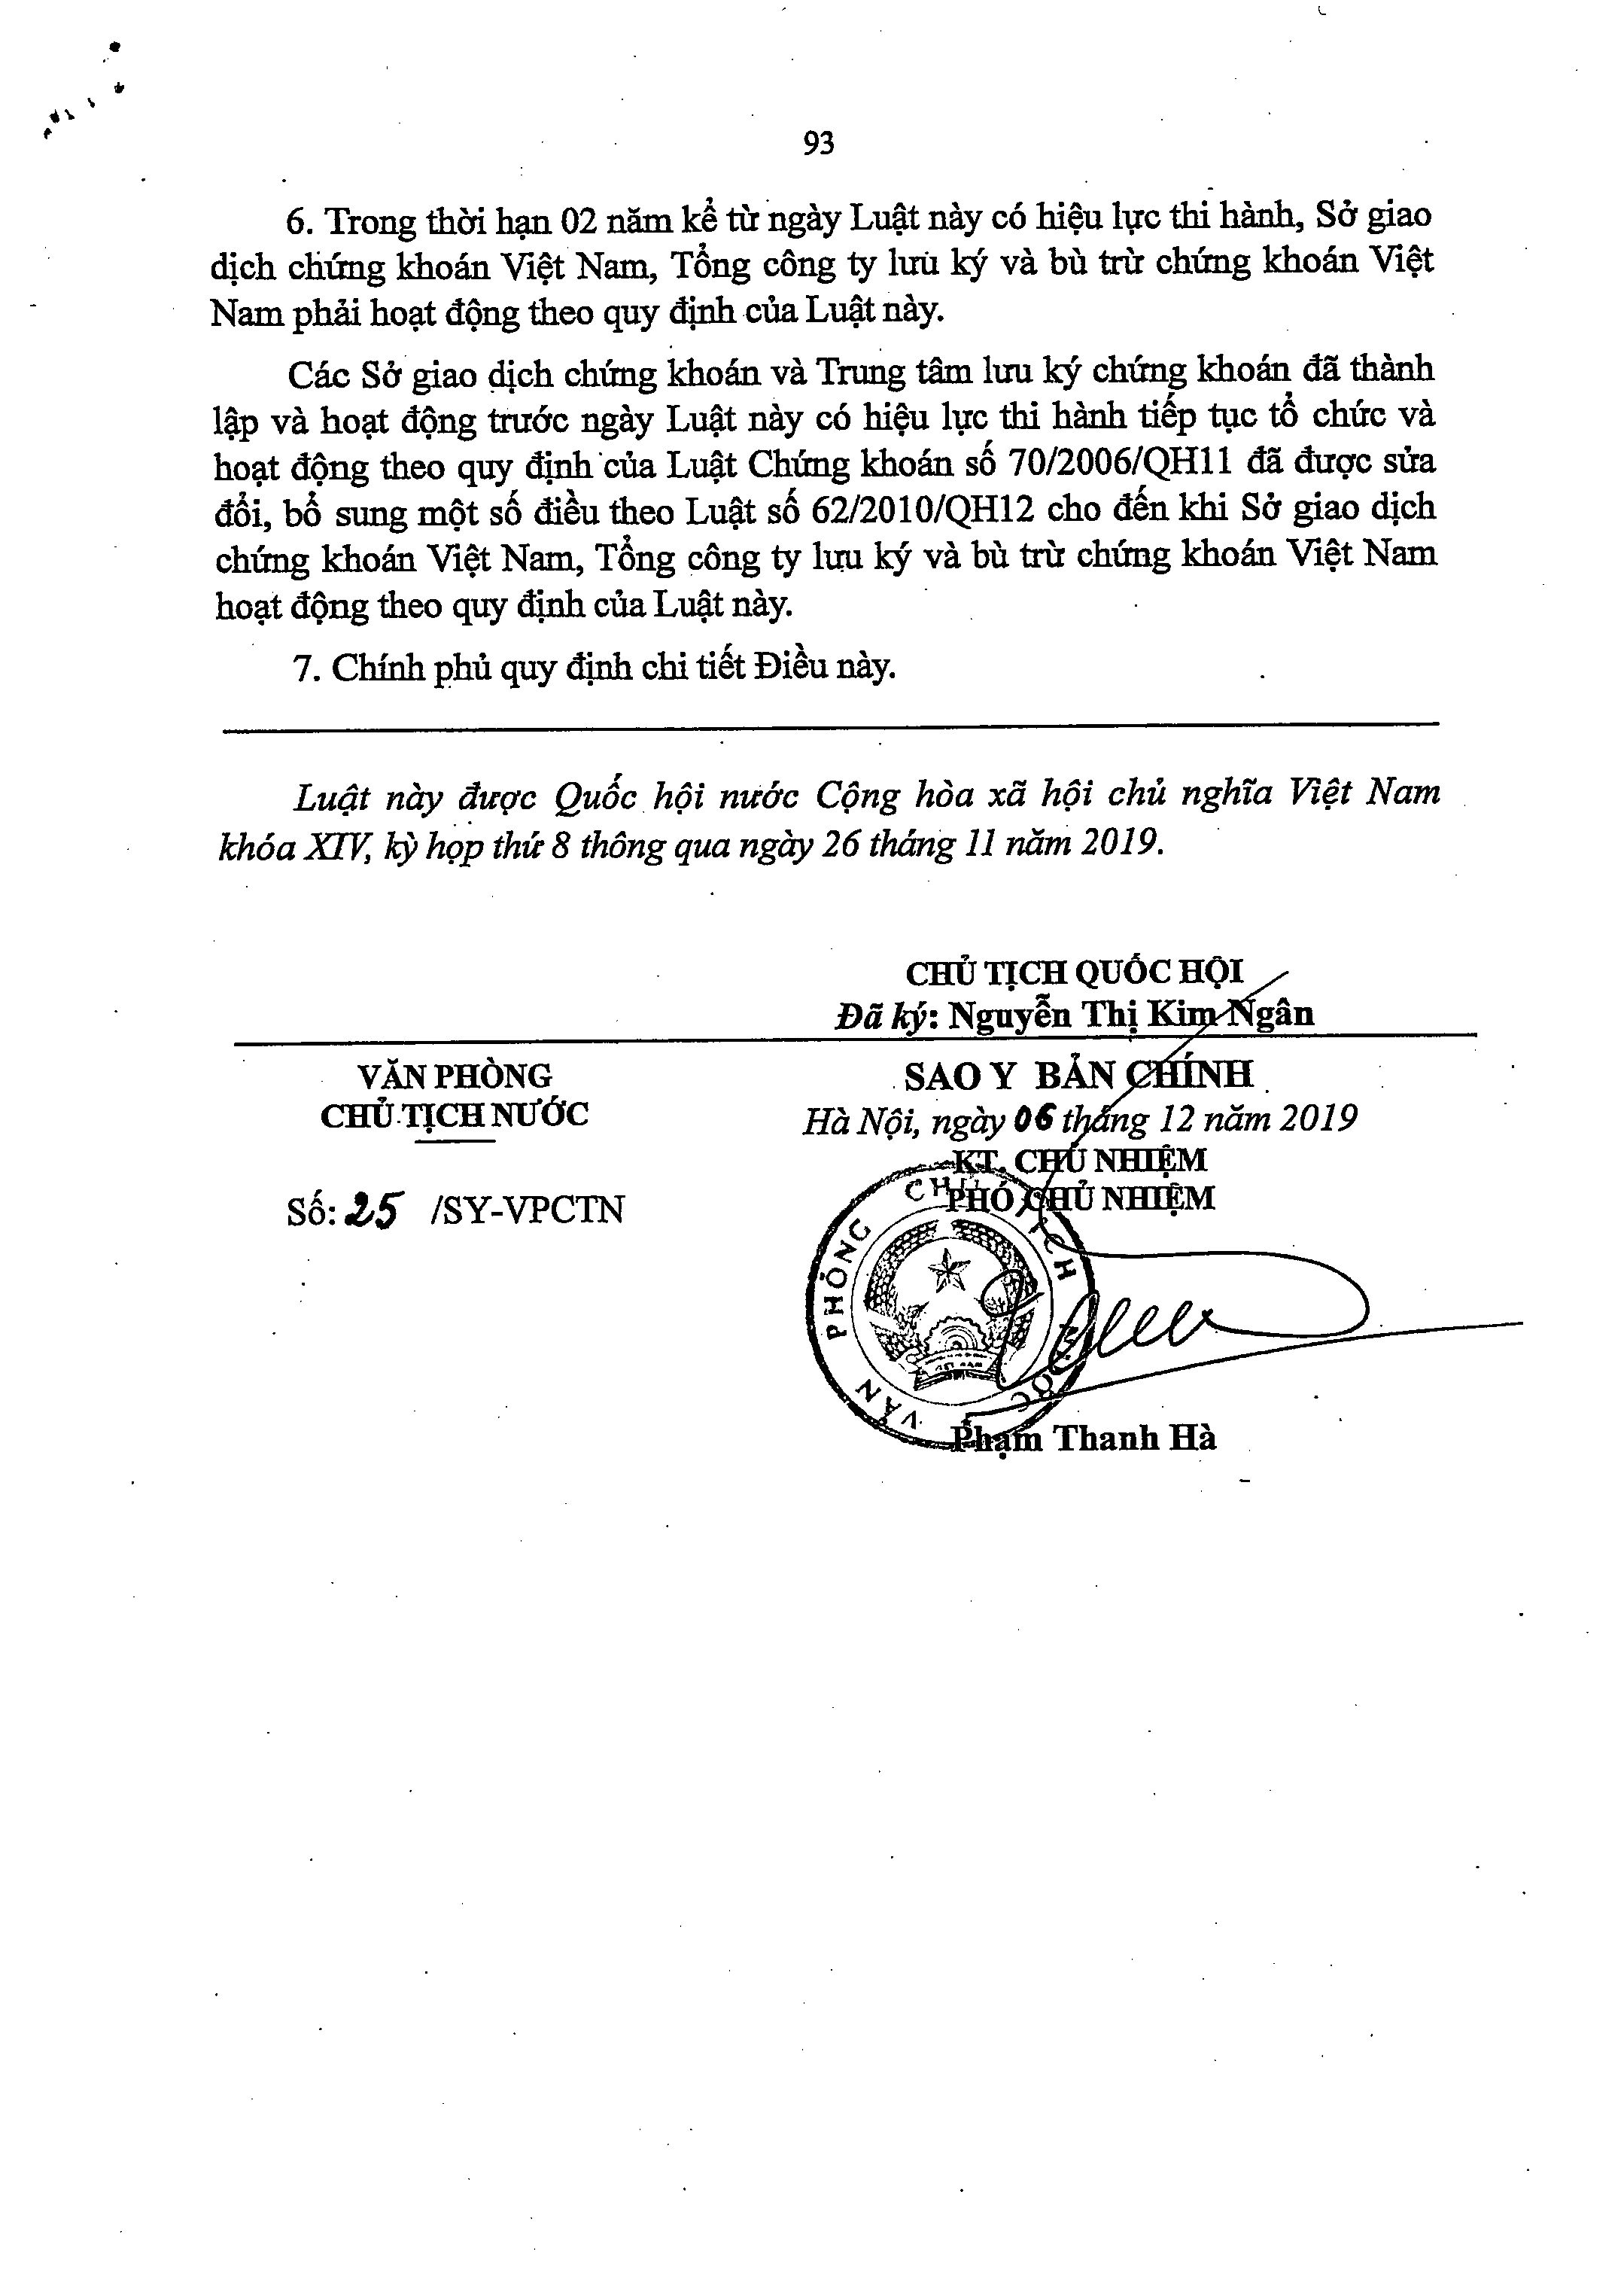 93
6. Trong thời hạn 02 năm kể từ ngày Luật này có hiệu lực thi hành, Sở giao
dịch chứng khoán Việt Nam, Tổng công ty lưu ký và bù trừ chứng khoán Việt
Nam phải hoạt động theo quy định của Luật này.
Các Sở giao dịch chứng khoán và Trung tâm lưu ký chứng khoán đã thành
lập và hoạt động trước ngày Luật này có hiệu lực thi hành tiếp tục tổ chức và
hoạt động theo quy định của Luật Chứng khoán số 70/2006/QH11 đã được sửa
đổi, bổ sung một số điều theo Luật số 62/2010/QH12 cho đến khi Sở giao dịch
chứng khoán Việt Nam, Tổng công ty lưu ký và bù trừ chứng khoán Việt Nam
hoạt động theo quy định của Luật này.
7. Chính phủ quy định chi tiết Điều này.
Luật này được Quốc hội nước Cộng hòa xã hội chủ nghĩa Việt Nam
khóa XIV, kỳ họp thứ 8 thông qua ngày 26 tháng 11 năm 2019.
CHỦ TỊCH QUỐC HỘI
Đã ký: Nguyễn Thị Kim Ngân
VĂN PHÒNG
CHỦ TỊCH NƯỚC
Số: 25 /SY-VPCTN
SAO Y BẢN CHÍNH
Hà Nội, ngày 06 tháng 12 năm 2019
KT. CHỦ NHIỆM
PHÓ CHỦ NHIỆM
VĂN PHÒNG CHỦ TỊCH NƯỚC
Phạm Thanh Hà